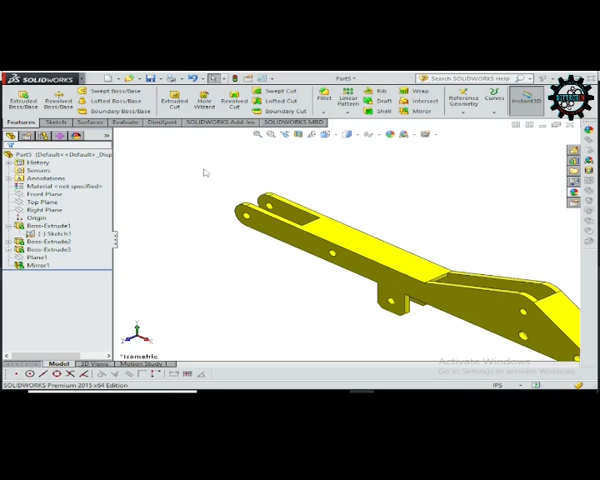 SOLIDWORKS
Part5 *
Search SOLIDWORKS Help
Extruded Boss/Base
Revolved Boss/Base
Swept Boss/Base
Lofted Boss/Base
Boundary Boss/Base
Extruded Cut
Hole Wizard
Revolved Cut
Swept Cut
Lofted Cut
Boundary Cut
Fillet
Linear Pattern
Rib
Draft
Shell
Wrap
Intersect
Mirror
Reference Geometry
Curves
Instant3D
Features Sketch Surfaces Evaluate DimXpert SOLIDWORKS Add-Ins SOLIDWORKS MBD
Part5 (Default<<Default>_Disp
History
Sensors
Annotations
Material <not specified>
Front Plane
Top Plane
Right Plane
Origin
Boss-Extrude1
(-) Sketch1
Boss-Extrude2
Boss-Extrude3
Plane1
Mirror1
Y
Z
X
*Isometric
Activate Windows
Go to Settings to activate Windows.
Model 3D Views Motion Study 1
SOLIDWORKS Premium 2015 x64 Edition
IPS